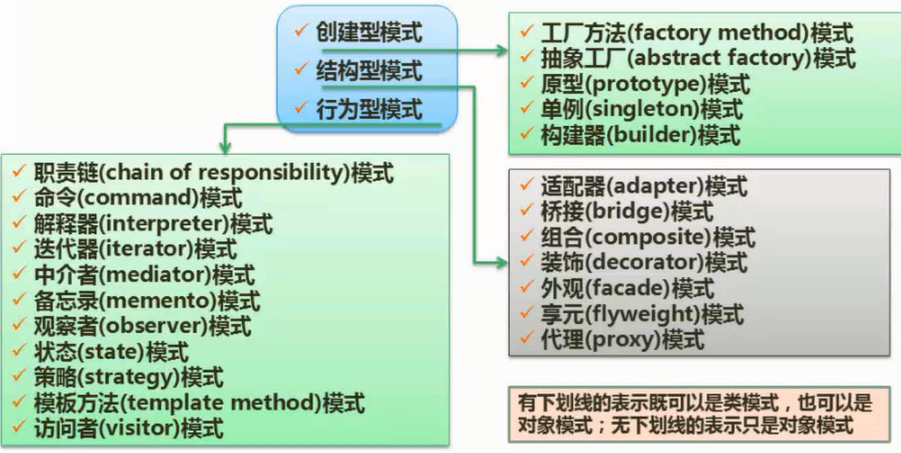 创建型模式
结构型模式
行为型模式
工厂方法(factory method)模式
抽象工厂(abstract factory)模式
原型(prototype)模式
单例(singleton)模式
构建器(builder)模式
职责链(chain of responsibility)模式
命令(command)模式
解释器(interpreter)模式
迭代器(iterator)模式
中介者(mediator)模式
备忘录(memento)模式
观察者(observer)模式
状态(state)模式
策略(strategy)模式
模板方法(template method)模式
访问者(visitor)模式
适配器(adapter)模式
桥接(bridge)模式
组合(composite)模式
装饰(decorator)模式
外观(facade)模式
享元(flyweight)模式
代理(proxy)模式
有下划线的表示既可以是类模式，也可以是
对象模式；无下划线的表示只是对象模式